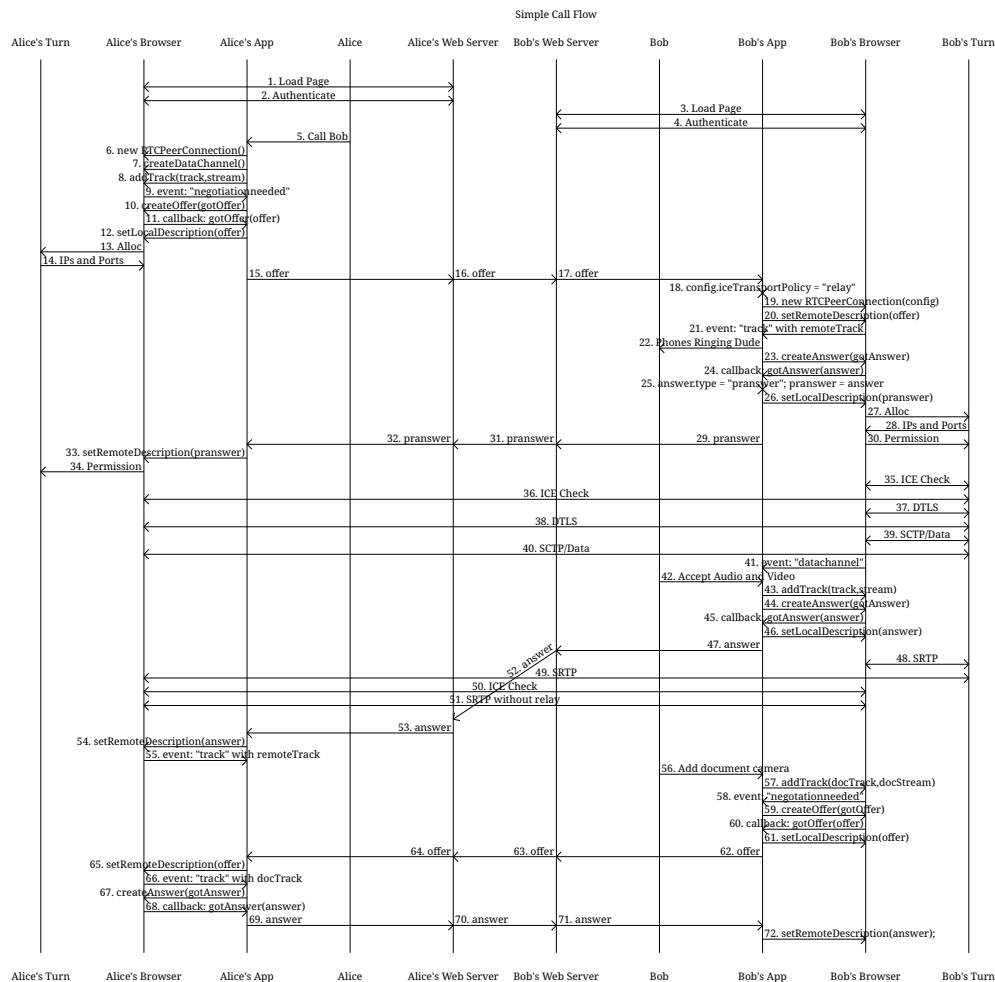 Simple Call Flow
Alice's Turn Alice's Browser Alice's App Alice Alice's Web Server Bob's Web Server Bob Bob's App Bob's Browser Bob's Turn
1. Load Page
2. Authenticate
3. Load Page
4. Authenticate
5. Call Bob
6. new RTCPeerConnection()
7. createDataChannel()
8. addTrack(track,stream)
9. event: "negotiationneeded"
10. createOffer(gotOffer)
11. callback: gotOffer(offer)
12. setLocalDescription(offer)
13. Alloc
14. IPs and Ports
15. offer 16. offer 17. offer
18. config.iceTransportPolicy = "relay"
19. new RTCPeerConnection(config)
20. setRemoteDescription(offer)
21. event: "track" with remoteTrack
22. Phones Ringing Dude
23. createAnswer(gotAnswer)
24. callback: gotAnswer(answer)
25. answer.type = "pranswer"; pranswer = answer
26. setLocalDescription(pranswer)
27. Alloc
28. IPs and Ports
32. pranswer 31. pranswer 29. pranswer 30. Permission
33. setRemoteDescription(pranswer)
34. Permission
35. ICE Check
36. ICE Check
37. DTLS
38. DTLS
39. SCTP/Data
40. SCTP/Data
41. event: "datachannel"
42. Accept Audio and Video
43. addTrack(track,stream)
44. createAnswer(gotAnswer)
45. callback: gotAnswer(answer)
46. setLocalDescription(answer)
47. answer
52. answer
48. SRTP
49. SRTP
50. ICE Check
51. SRTP without relay
53. answer
54. setRemoteDescription(answer)
55. event: "track" with remoteTrack
56. Add document camera
57. addTrack(docTrack,docStream)
58. event: "negotationneeded"
59. createOffer(gotOffer)
60. callback: gotOffer(offer)
61. setLocalDescription(offer)
64. offer 63. offer 62. offer
65. setRemoteDescription(offer)
66. event: "track" with docTrack
67. createAnswer(gotAnswer)
68. callback: gotAnswer(answer)
69. answer 70. answer 71. answer
72. setRemoteDescription(answer);
Alice's Turn Alice's Browser Alice's App Alice Alice's Web Server Bob's Web Server Bob Bob's App Bob's Browser Bob's Turn